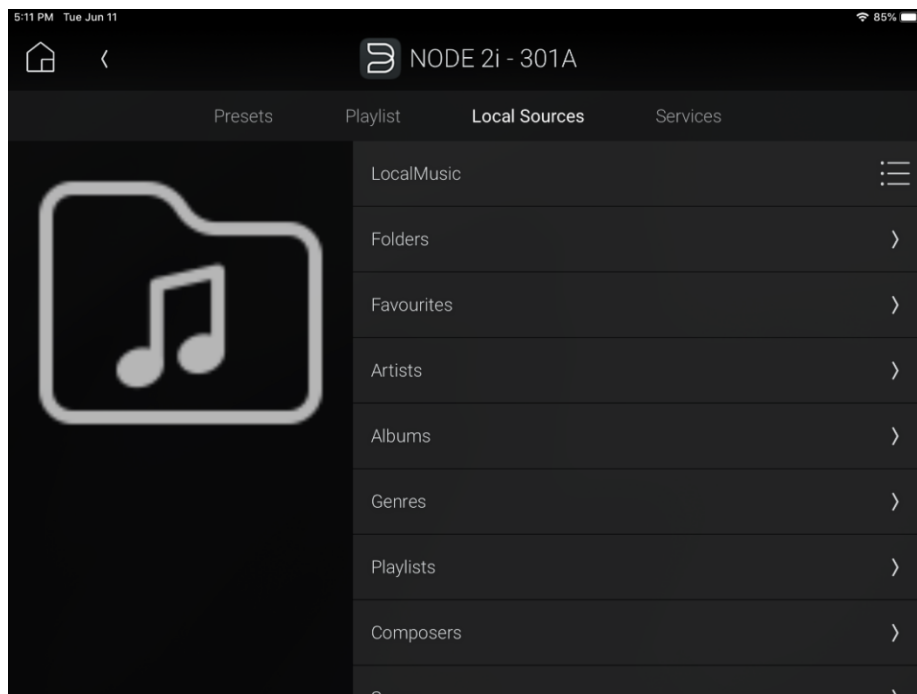 5:11 PM Tue Jun 11
85%
NODE 2i - 301A
Presets Playlist Local Sources Services
LocalMusic
Folders
Favourites
Artists
Albums
Genres
Playlists
Composers